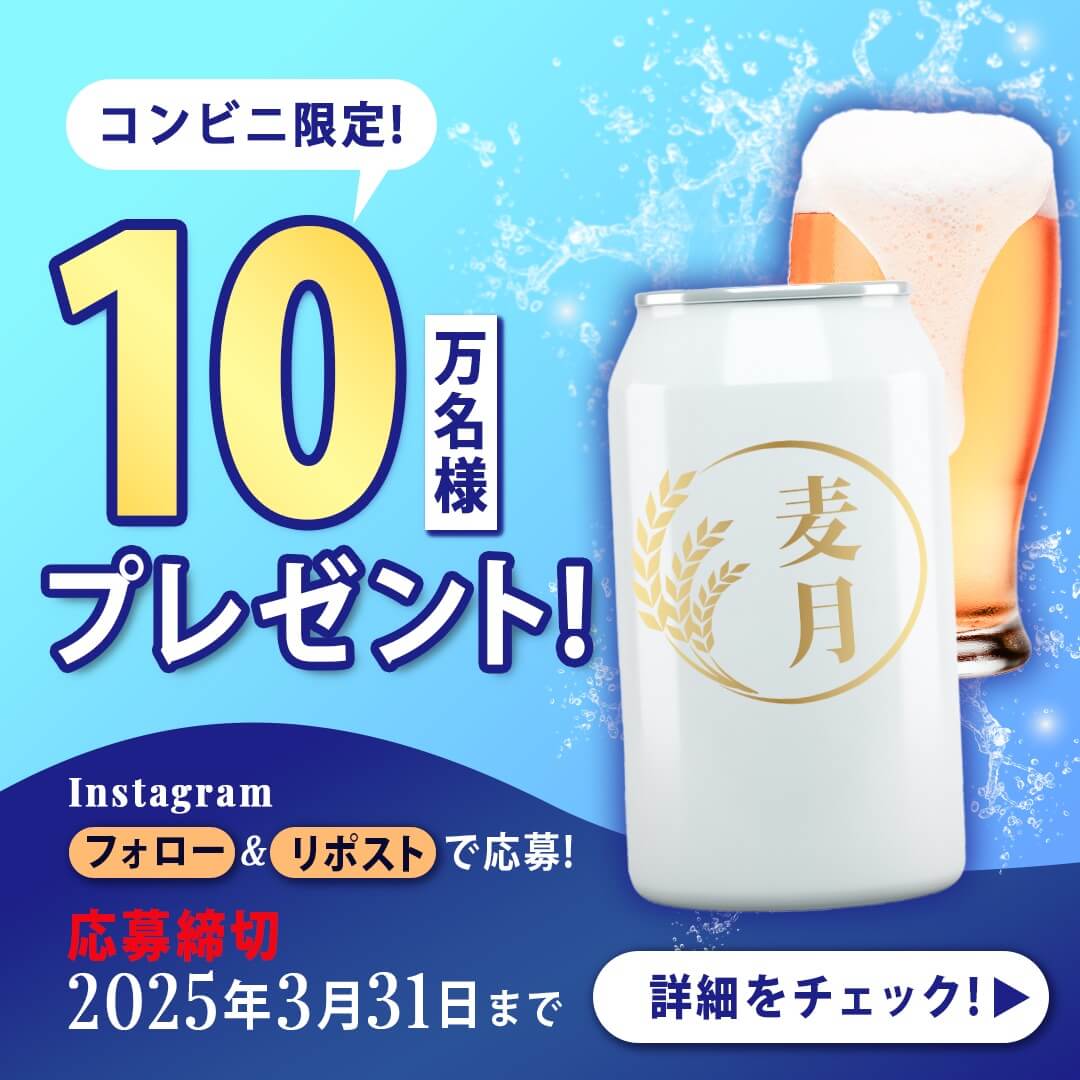 コンビニ限定!
10万名様
プレゼント!
麦月
Instagram
フォロー&リポストで応募!
応募締切
2025年3月31日まで
詳細をチェック!▶